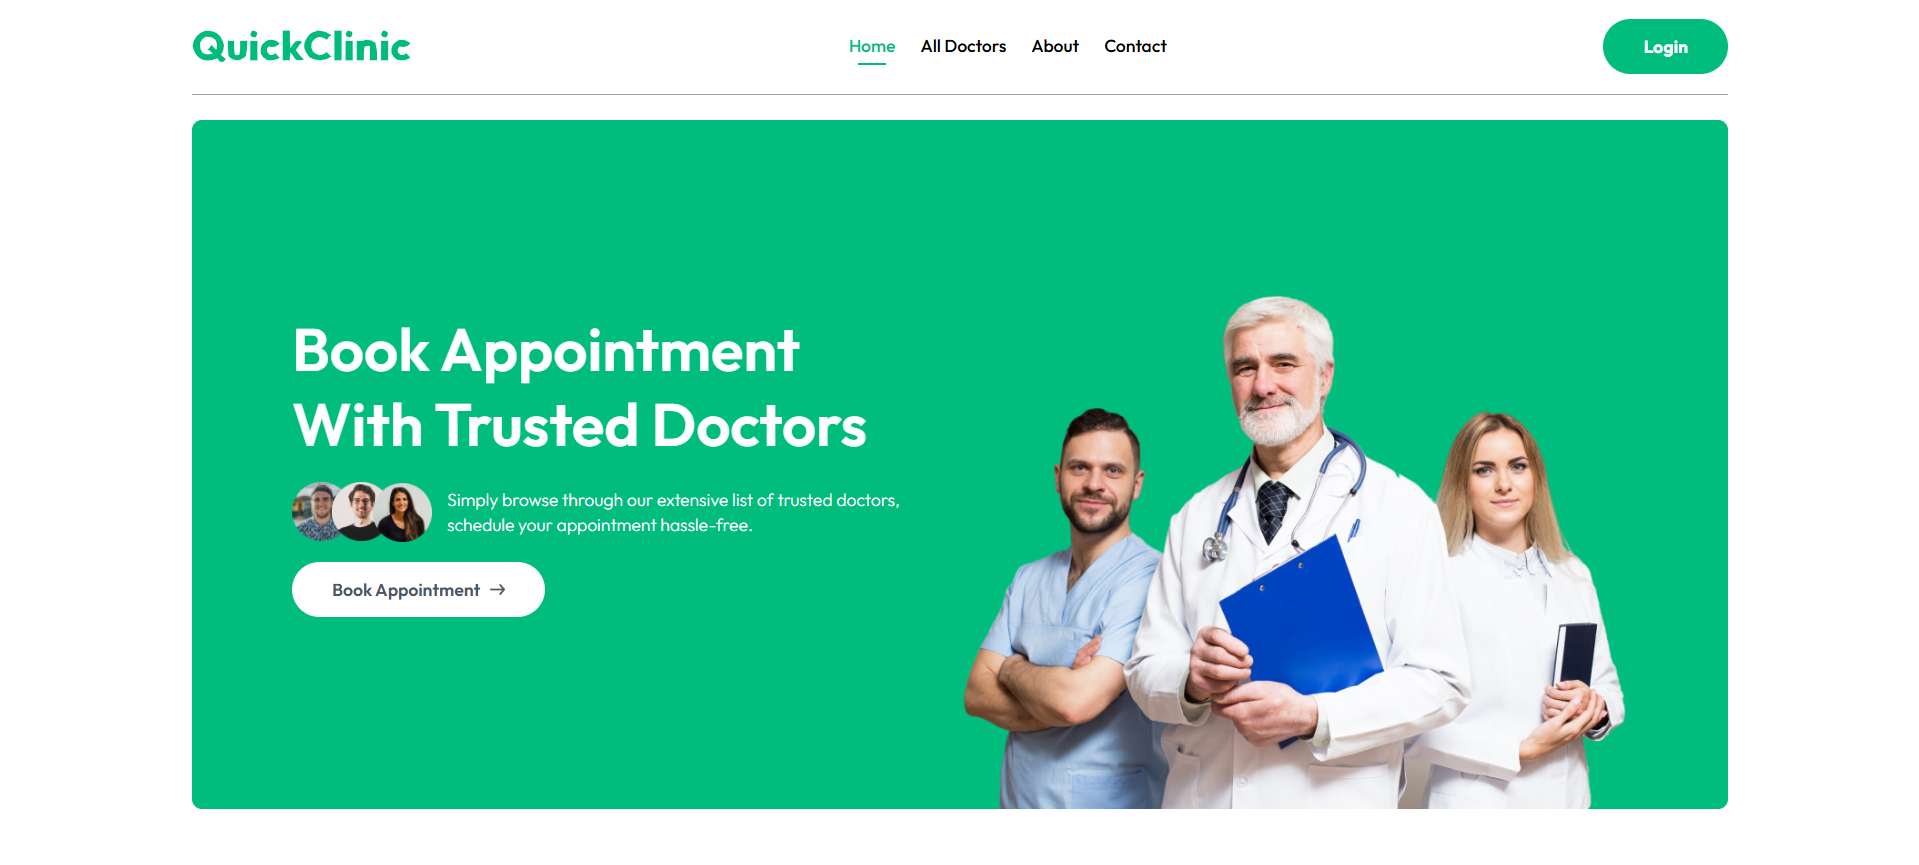 QuickClinic
Home All Doctors About Contact
Login
Book Appointment
With Trusted Doctors
Simply browse through our extensive list of trusted doctors,
schedule your appointment hassle-free.
Book Appointment →